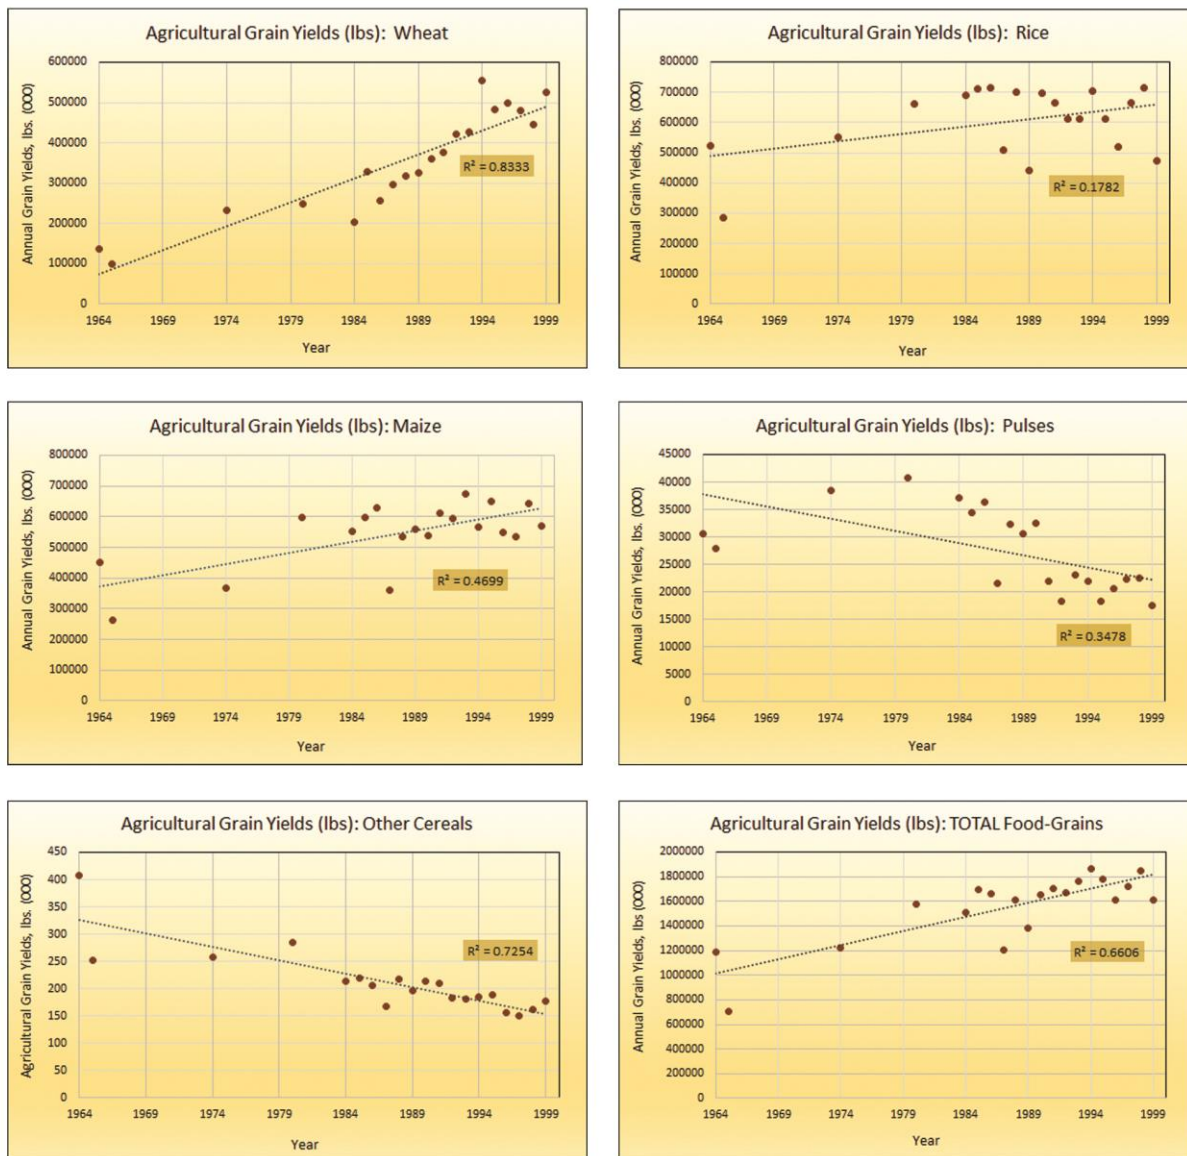 Agricultural Grain Yields (lbs): Wheat
Annual Grain Yields, lbs. (000)
600000
500000
400000
300000
200000
100000
0
R² = 0.8333
1964 1969 1974 1979 1984 1989 1994 1999
Year
Agricultural Grain Yields (lbs): Rice
Annual Grain Yields, lbs. (000)
800000
700000
600000
500000
400000
300000
200000
100000
0
R² = 0.1782
1964 1969 1974 1979 1984 1989 1994 1999
Year
Agricultural Grain Yields (lbs): Maize
Annual Grain Yields, lbs. (000)
800000
700000
600000
500000
400000
300000
200000
100000
0
R² = 0.4699
1964 1969 1974 1979 1984 1989 1994 1999
Year
Agricultural Grain Yields (lbs): Pulses
Annual Grain Yields, lbs. (000)
45000
40000
35000
30000
25000
20000
15000
10000
5000
0
R² = 0.3478
1964 1969 1974 1979 1984 1989 1994 1999
Year
Agricultural Grain Yields (lbs): Other Cereals
Agricultural Grain Yields, lbs. (000)
450
400
350
300
250
200
150
100
50
0
R² = 0.7254
1964 1969 1974 1979 1984 1989 1994 1999
Year
Agricultural Grain Yields (lbs): TOTAL Food-Grains
Annual Grain Yields, lbs (000)
2000000
1800000
1600000
1400000
1200000
1000000
800000
600000
400000
200000
0
R² = 0.6606
1964 1969 1974 1979 1984 1989 1994 1999
Year